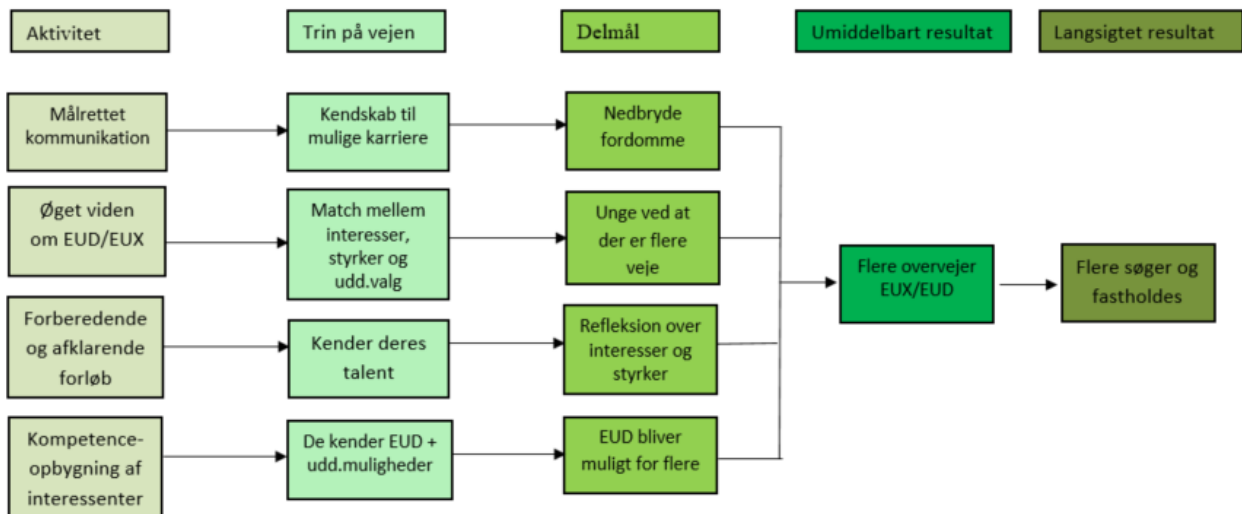 Aktivitet
Trin på vejen
Delmål
Umiddelbart resultat
Langsigtet resultat
Målrettet
kommunikation
Kendskab til
mulige karriere
Nedbryde
fordomme
Øget viden
om EUD/EUX
Match mellem
interesser,
styrker og
udd.valg
Unge ved at
der er flere
veje
Flere overvejer
EUX/EUD
Flere søger og
fastholdes
Forberedende
og afklarende
forløb
Kender deres
talent
Refleksion over
interesser og
styrker
Kompetence-
opbygning af
interessenter
De kender EUD +
udd.muligheder
EUD bliver
muligt for flere